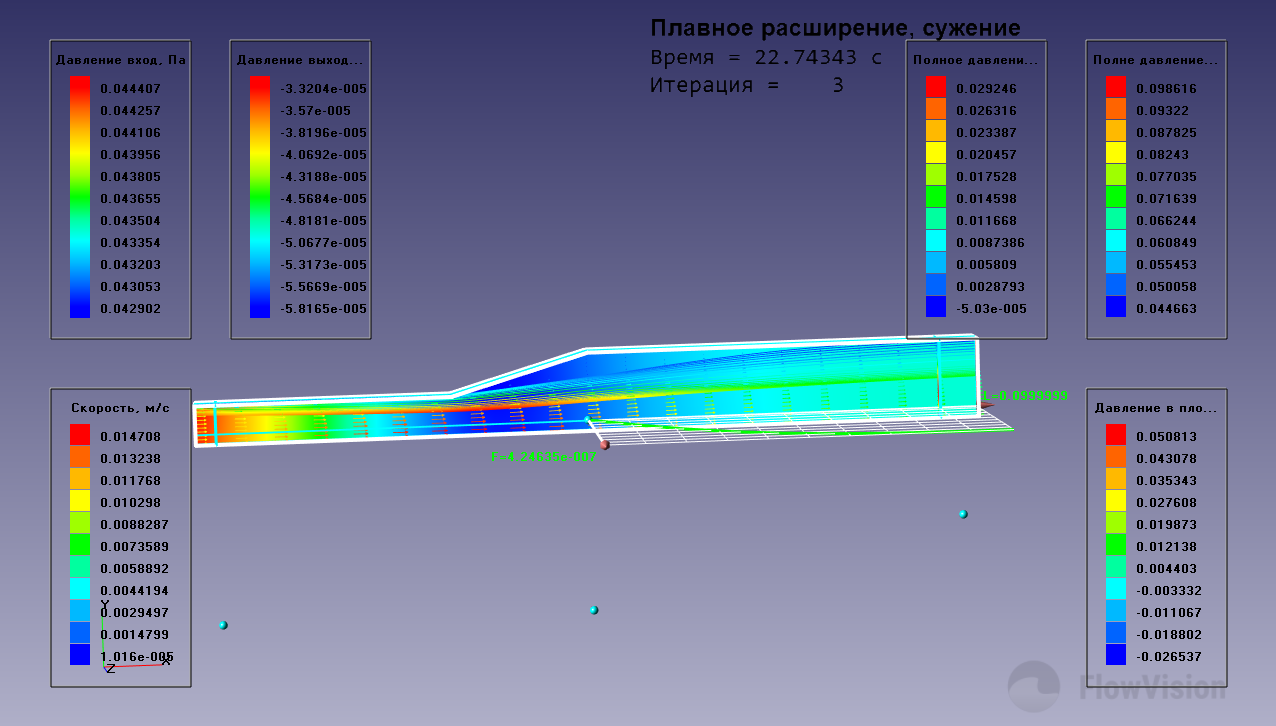 Плавное расширение, сужение
Время = 22.74343 с
Итерация = 3
Давление вход, Па
0.044407
0.044257
0.044106
0.043956
0.043805
0.043655
0.043504
0.043354
0.043203
0.043053
0.042902
Давление выход...
-3.3204e-005
-3.57e-005
-3.8196e-005
-4.0692e-005
-4.3188e-005
-4.5684e-005
-4.8181e-005
-5.0677e-005
-5.3173e-005
-5.5669e-005
-5.8165e-005
Полное давлени...
0.029246
0.026316
0.023387
0.020457
0.017528
0.014598
0.011668
0.0087386
0.005809
0.0028793
-5.03e-005
Полне давление...
0.098616
0.09322
0.087825
0.08243
0.077035
0.071639
0.066244
0.060849
0.055453
0.050058
0.044663
L=0.0999999
Скорость, м/с
0.014708
0.013238
0.011768
0.010298
0.0088287
0.0073589
0.0058892
0.0044194
0.0029497
0.0014799
1.016e-005
Y
X
Z
Давление в пло...
0.050813
0.043078
0.035343
0.027608
0.019873
0.012138
0.004403
-0.003332
-0.011067
-0.018802
-0.026537
FlowVision